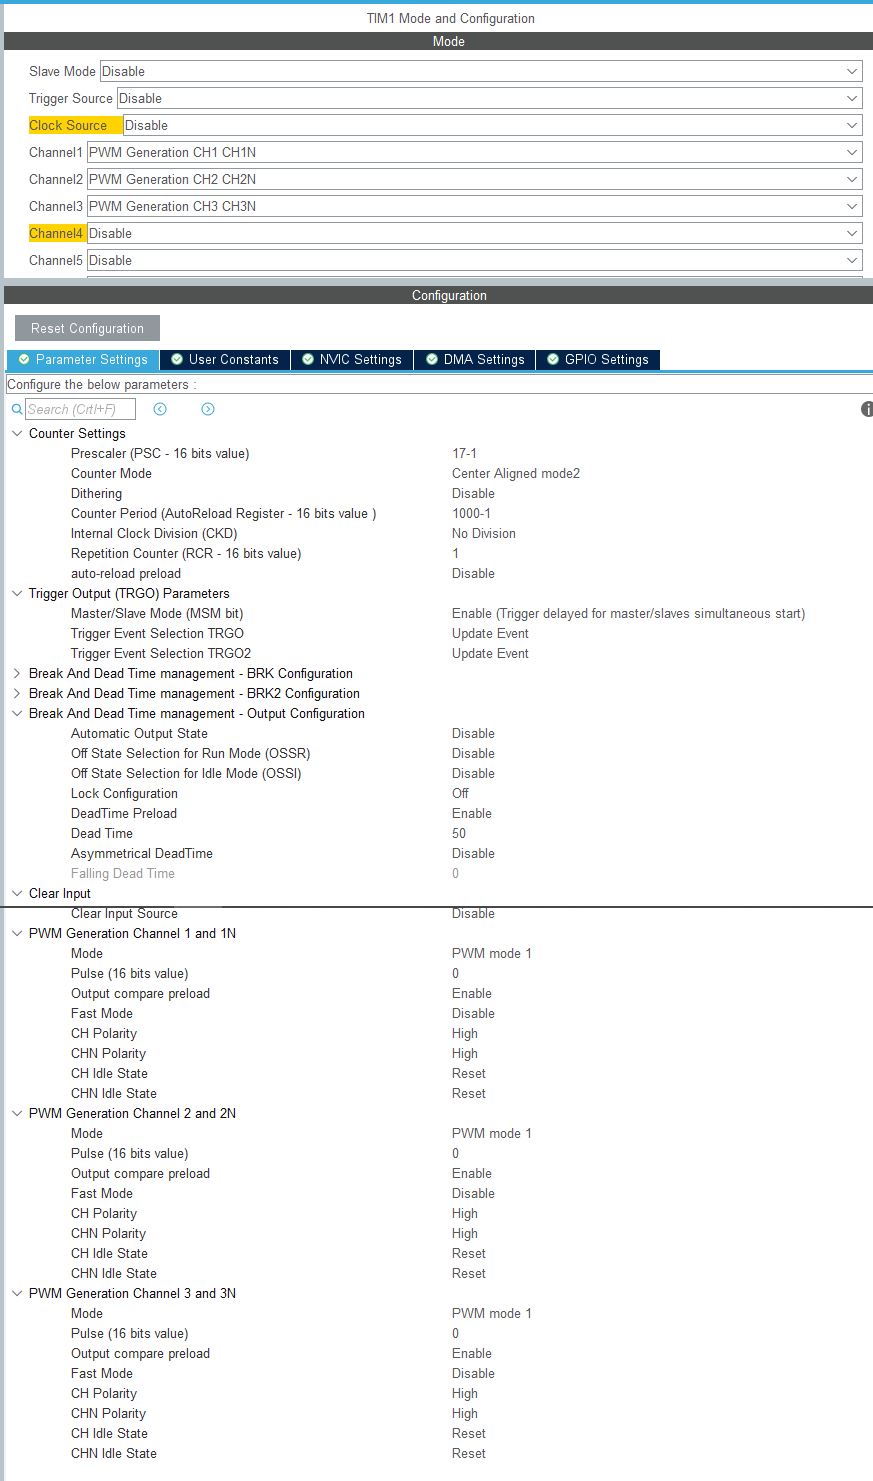 TIM1 Mode and Configuration
Mode
Slave Mode Disable
Trigger Source Disable
Clock Source Disable
Channel1 PWM Generation CH1 CH1N
Channel2 PWM Generation CH2 CH2N
Channel3 PWM Generation CH3 CH3N
Channel4 Disable
Channel5 Disable
Configuration
Reset Configuration
Parameter Settings User Constants NVIC Settings DMA Settings GPIO Settings
Configure the below parameters :
Search (Crtl+F)
Counter Settings
Prescaler (PSC - 16 bits value) 17-1
Counter Mode Center Aligned mode2
Dithering Disable
Counter Period (AutoReload Register - 16 bits value ) 1000-1
Internal Clock Division (CKD) No Division
Repetition Counter (RCR - 16 bits value) 1
auto-reload preload Disable
Trigger Output (TRGO) Parameters
Master/Slave Mode (MSM bit) Enable (Trigger delayed for master/slaves simultaneous start)
Trigger Event Selection TRGO Update Event
Trigger Event Selection TRGO2 Update Event
Break And Dead Time management - BRK Configuration
Break And Dead Time management - BRK2 Configuration
Break And Dead Time management - Output Configuration
Automatic Output State Disable
Off State Selection for Run Mode (OSSR) Disable
Off State Selection for Idle Mode (OSSI) Disable
Lock Configuration Off
DeadTime Preload Enable
Dead Time 50
Asymmetrical DeadTime Disable
Falling Dead Time 0
Clear Input
Clear Input Source Disable
PWM Generation Channel 1 and 1N
Mode PWM mode 1
Pulse (16 bits value) 0
Output compare preload Enable
Fast Mode Disable
CH Polarity High
CHN Polarity High
CH Idle State Reset
CHN Idle State Reset
PWM Generation Channel 2 and 2N
Mode PWM mode 1
Pulse (16 bits value) 0
Output compare preload Enable
Fast Mode Disable
CH Polarity High
CHN Polarity High
CH Idle State Reset
CHN Idle State Reset
PWM Generation Channel 3 and 3N
Mode PWM mode 1
Pulse (16 bits value) 0
Output compare preload Enable
Fast Mode Disable
CH Polarity High
CHN Polarity High
CH Idle State Reset
CHN Idle State Reset